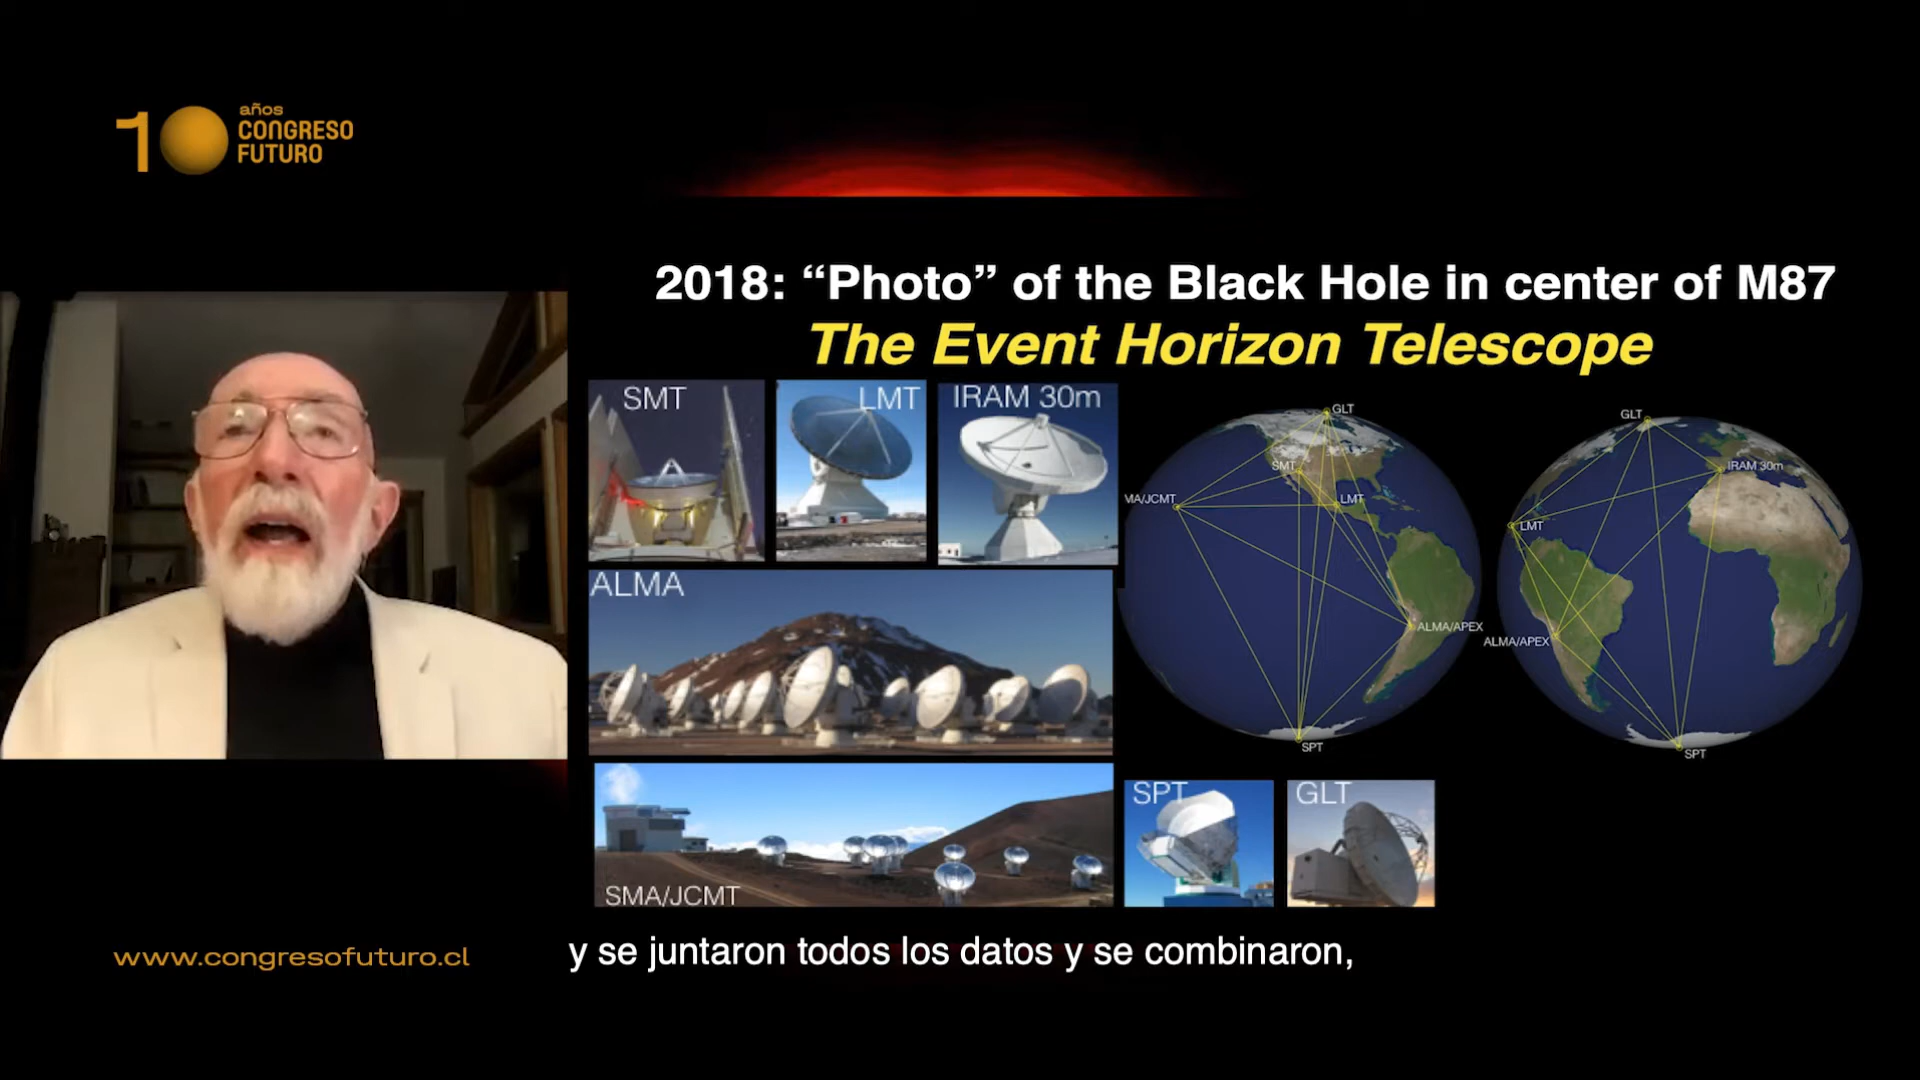 10
años
CONGRESO
FUTURO
2018: “Photo” of the Black Hole in center of M87
The Event Horizon Telescope
SMT
LMT
IRAM 30m
GLT
SMT
MA/JCMT
LMT
ALMA/APEX
SPT
GLT
IRAM 30m
LMT
ALMA/APEX
SPT
ALMA
SMA/JCMT
SPT
GLT
y se juntaron todos los datos y se combinaron,
www.congresofuturo.cl